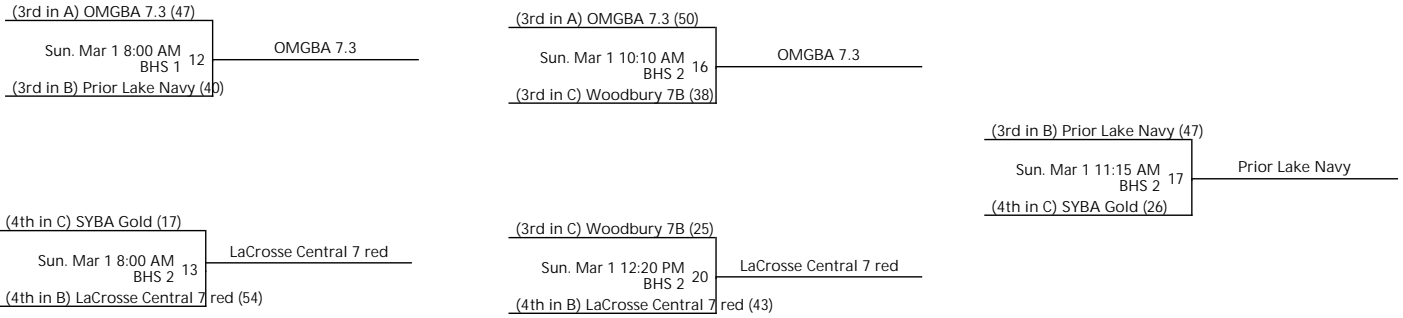 (3rd in A) OMGBA 7.3 (47)
Sun. Mar 1 8:00 AM
BHS 1
12
OMGBA 7.3
(3rd in B) Prior Lake Navy (40)
(3rd in A) OMGBA 7.3 (50)
Sun. Mar 1 10:10 AM
BHS 2
16
OMGBA 7.3
(3rd in C) Woodbury 7B (38)
(3rd in B) Prior Lake Navy (47)
Sun. Mar 1 11:15 AM
BHS 2
17
Prior Lake Navy
(4th in C) SYBA Gold (26)
(4th in C) SYBA Gold (17)
Sun. Mar 1 8:00 AM
BHS 2
13
LaCrosse Central 7 red
(4th in B) LaCrosse Central 7 red (54)
(3rd in C) Woodbury 7B (25)
Sun. Mar 1 12:20 PM
BHS 2
20
LaCrosse Central 7 red
(4th in B) LaCrosse Central 7 red (43)